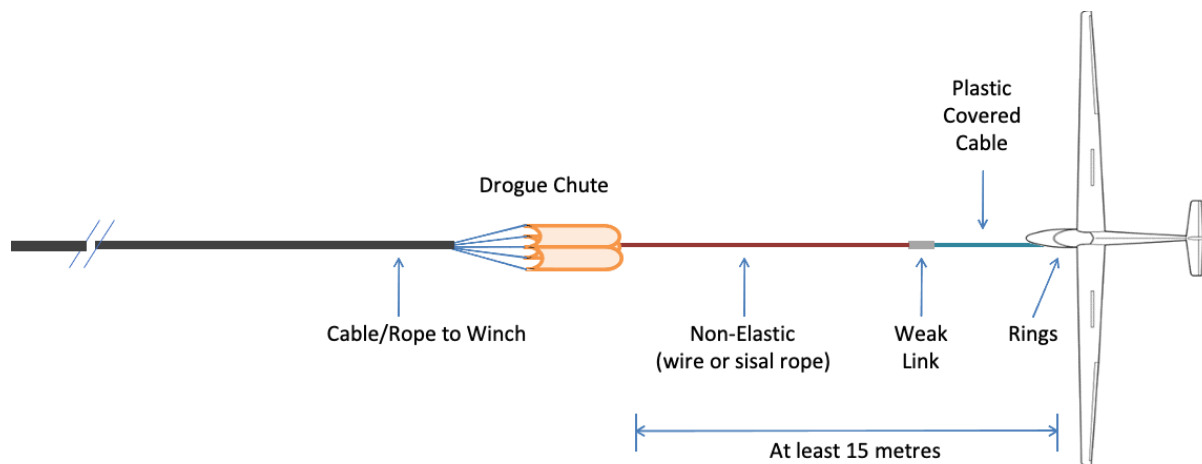 Plastic
Covered
Cable
Drogue Chute
Cable/Rope to Winch
Non-Elastic
(wire or sisal rope)
Weak
Link
Rings
At least 15 metres